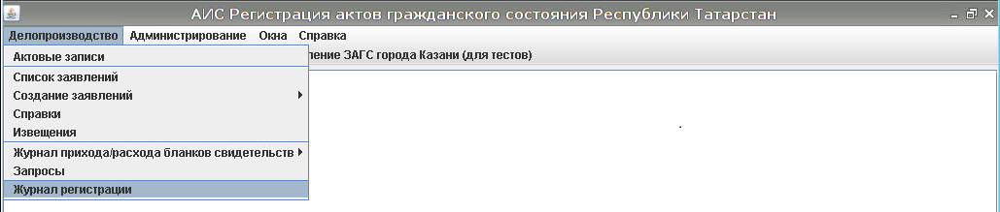 АИС Регистрация актов гражданского состояния Республики Татарстан
Делопроизводство Администрирование Окна Справка
ление ЗАГС города Казани (для тестов)
Актовые записи
Список заявлений
Создание заявлений
Справки
Извещения
Журнал прихода/расхода бланков свидетельств
Запросы
Журнал регистрации